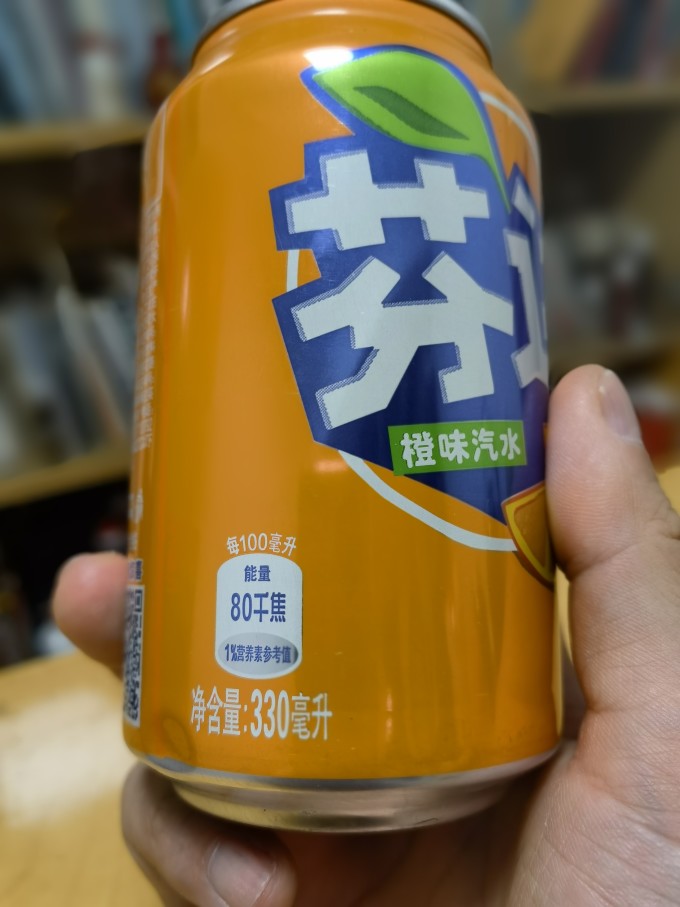 芬
橙味汽水
每100毫升
能量
80千焦
1%营养素参考值
净含量:330毫升